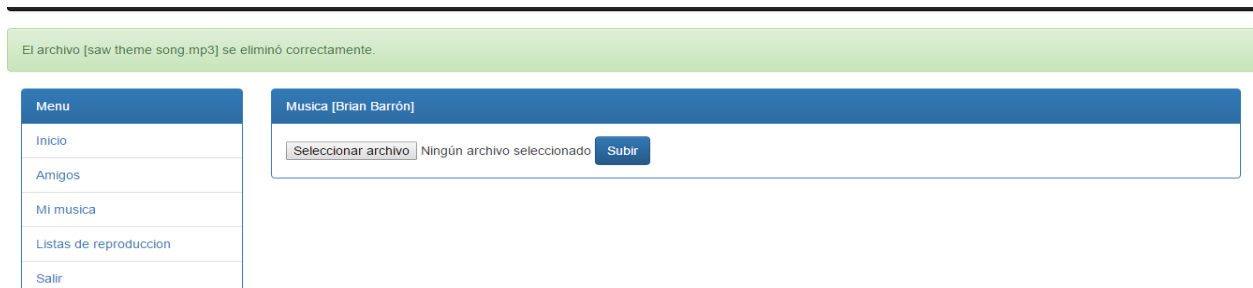 El archivo [saw theme song.mp3] se eliminó correctamente.
Menu
Inicio
Amigos
Mi musica
Listas de reproduccion
Salir
Musica [Brian Barrón]
Seleccionar archivo Ningún archivo seleccionado Subir